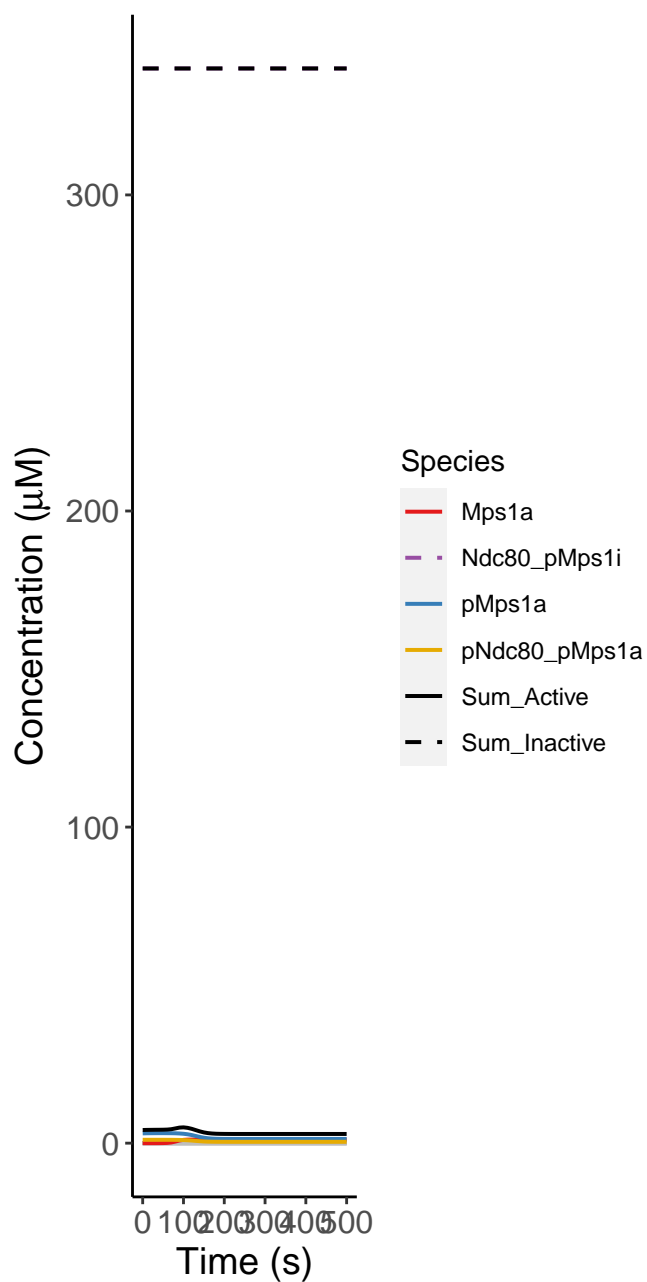 Concentration (μM)
300
200
100
0
0 100 200 300 400 500
Time (s)
Species
Mps1a
Ndc80_pMps1i
pMps1a
pNdc80_pMps1a
Sum_Active
Sum_Inactive